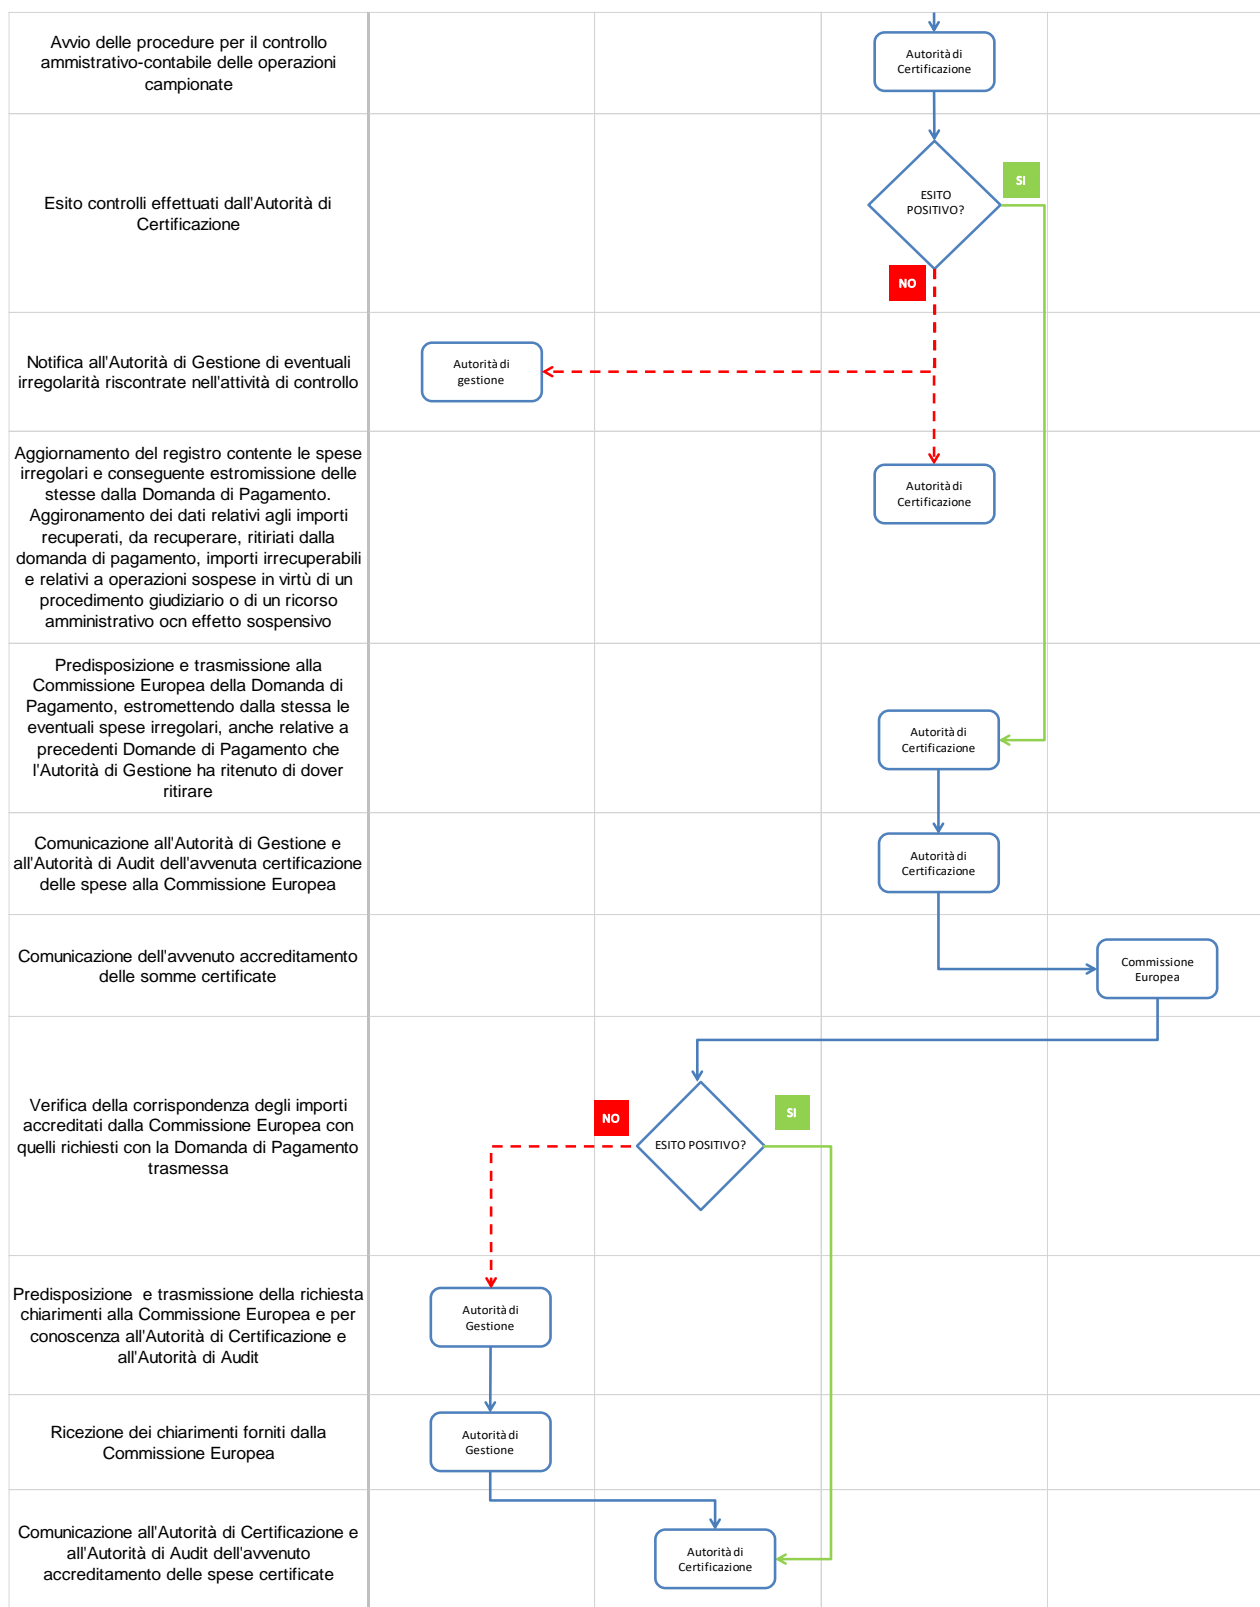 Avvio delle procedure per il controllo
ammistrativo-contabile delle operazioni
campionate
Autorità di
Certificazione
Esito controlli effettuati dall'Autorità di
Certificazione
ESITO
POSITIVO?
SI
NO
Notifica all'Autorità di Gestione di eventuali
irregolarità riscontrate nell'attività di controllo
Autorità di
gestione
Aggiornamento del registro contente le spese
irregolari e conseguente estromissione delle
stesse dalla Domanda di Pagamento.
Aggironamento dei dati relativi agli importi
recuperati, da recuperare, ritiriati dalla
domanda di pagamento, importi irrecuperabili
e relativi a operazioni sospese in virtù di un
procedimento giudiziario o di un ricorso
amministrativo ocn effetto sospensivo
Autorità di
Certificazione
Predisposizione e trasmissione alla
Commissione Europea della Domanda di
Pagamento, estromettendo dalla stessa le
eventuali spese irregolari, anche relative a
precedenti Domande di Pagamento che
l'Autorità di Gestione ha ritenuto di dover
ritirare
Autorità di
Certificazione
Comunicazione all'Autorità di Gestione e
all'Autorità di Audit dell'avvenuta certificazione
delle spese alla Commissione Europea
Autorità di
Certificazione
Comunicazione dell'avvenuto accreditamento
delle somme certificate
Commissione
Europea
Verifica della corrispondenza degli importi
accreditati dalla Commissione Europea con
quelli richiesti con la Domanda di Pagamento
trasmessa
NO
ESITO POSITIVO?
SI
Predisposizione  e trasmissione della richiesta
chiarimenti alla Commissione Europea e per
conoscenza all'Autorità di Certificazione e
all'Autorità di Audit
Autorità di
Gestione
Ricezione dei chiarimenti forniti dalla
Commissione Europea
Autorità di
Gestione
Comunicazione all'Autorità di Certificazione e
all'Autorità di Audit dell'avvenuto
accreditamento delle spese certificate
Autorità di
Certificazione